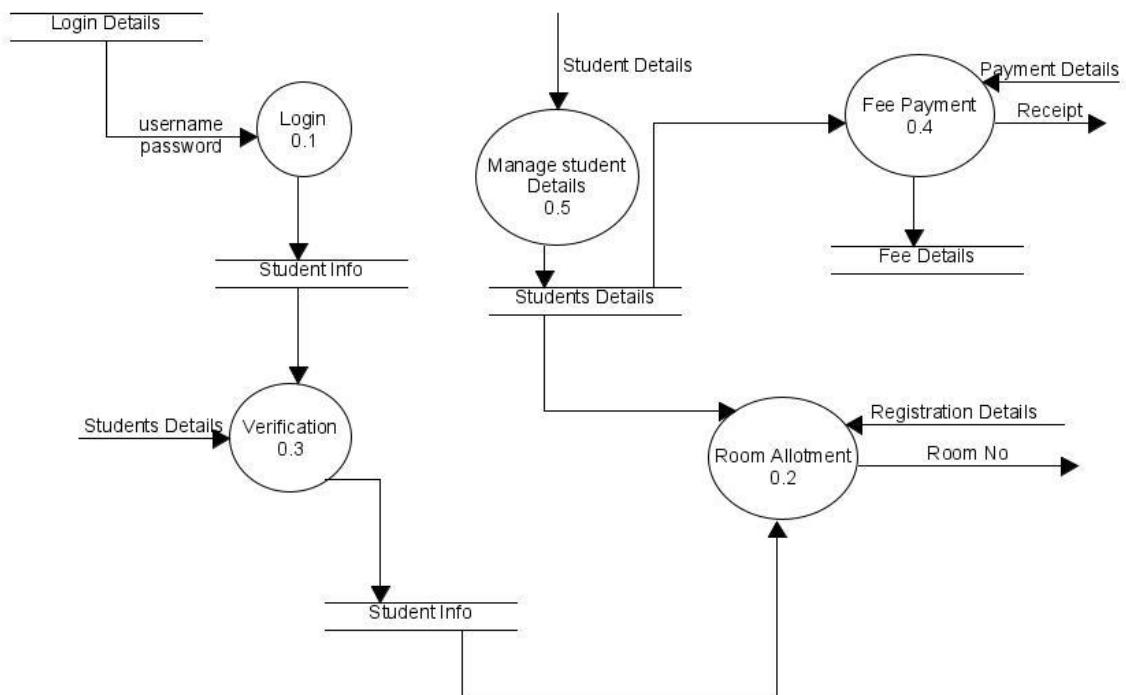 Login Details
username
password
Login
0.1
Student Info
Students Details
Verification
0.3
Student Info
Student Details
Manage student
Details
0.5
Students Details
Payment Details
Fee Payment
0.4
Receipt
Fee Details
Registration Details
Room Allotment
0.2
Room No